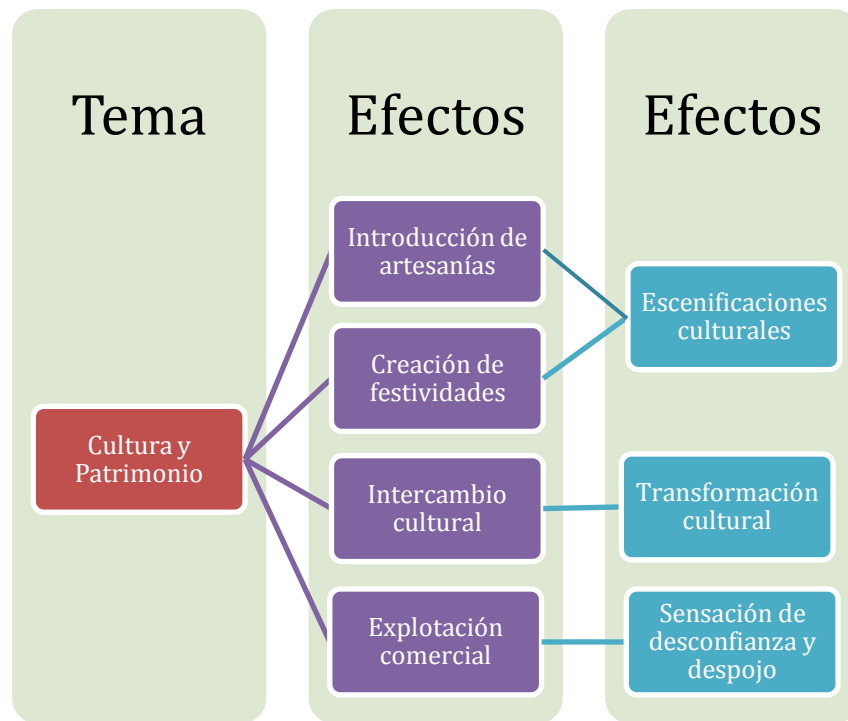 Tema
Efectos
Efectos
Introducción de
artesanías
Creación de
festividades
Cultura y
Patrimonio
Intercambio
cultural
Explotación
comercial
Escenificaciones
culturales
Transformación
cultural
Sensación de
desconfianza y
despojo